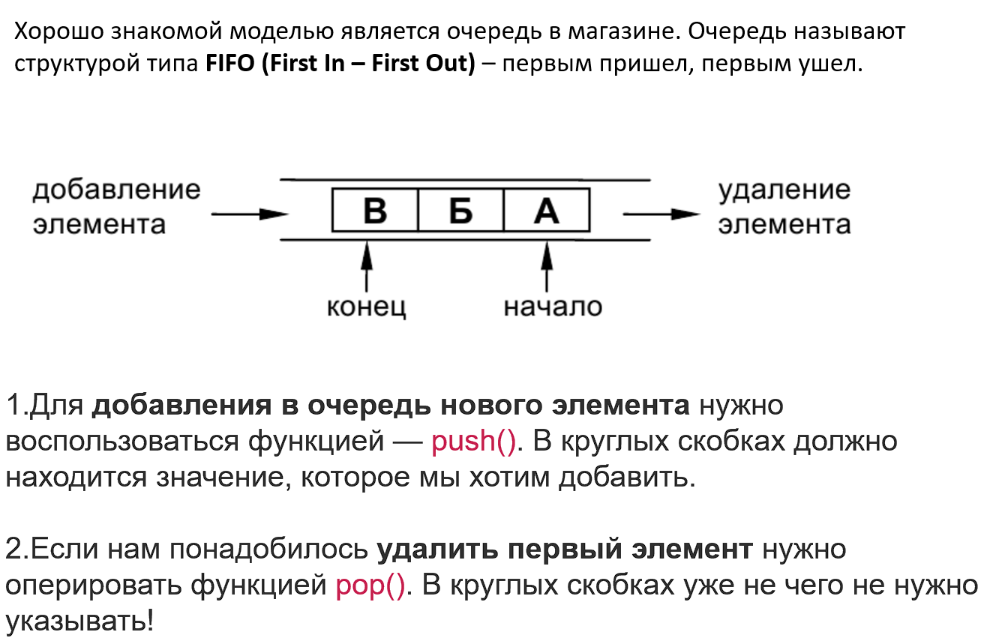 Хорошо знакомой моделью является очередь в магазине. Очередь называют
структурой типа FIFO (First In – First Out) – первым пришел, первым ушел.
добавление
элемента
В Б А
удаление
элемента
конец
начало
1.Для добавления в очередь нового элемента нужно
воспользоваться функцией — push(). В круглых скобках должно
находится значение, которое мы хотим добавить.
2.Если нам понадобилось удалить первый элемент нужно
оперировать функцией pop(). В круглых скобках уже не чего не нужно
указывать!